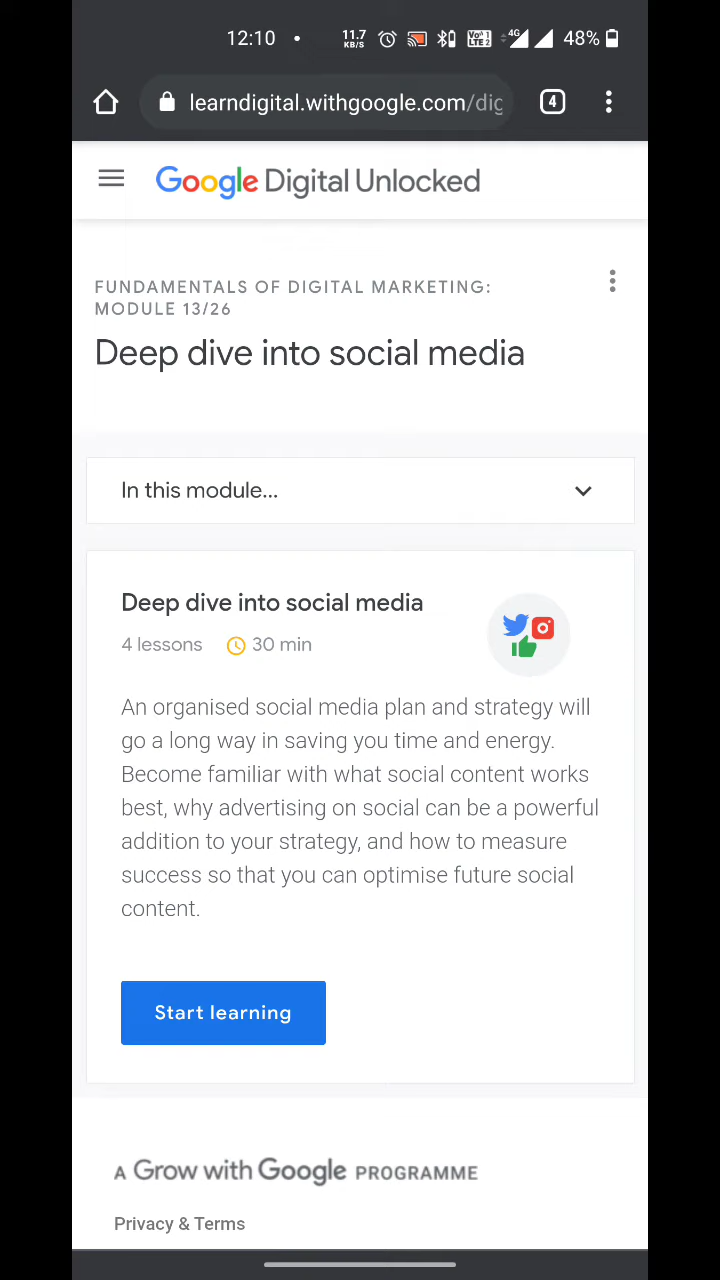 12:10 • 11.7 KB/S Vo 1 LTE 2 4G 48%
learndigital.withgoogle.com/dig 4
Google Digital Unlocked
FUNDAMENTALS OF DIGITAL MARKETING:
MODULE 13/26
Deep dive into social media
In this module...
Deep dive into social media
4 lessons 30 min
An organised social media plan and strategy will
go a long way in saving you time and energy.
Become familiar with what social content works
best, why advertising on social can be a powerful
addition to your strategy, and how to measure
success so that you can optimise future social
content.
Start learning
A Grow with Google PROGRAMME
Privacy & Terms